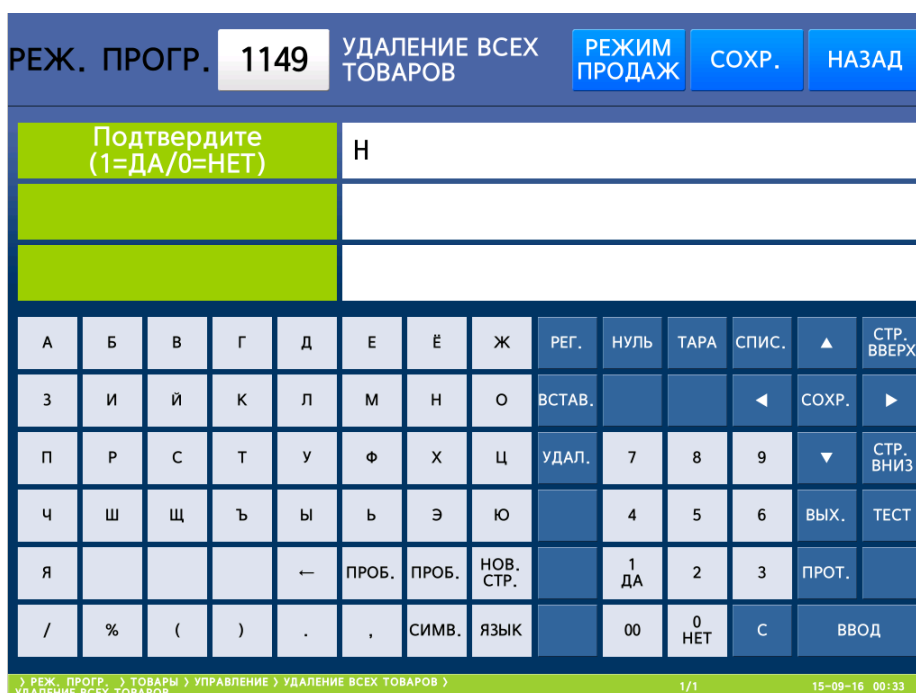 РЕЖ. ПРОГР. 1149 УДАЛЕНИЕ ВСЕХ ТОВАРОВ РЕЖИМ ПРОДАЖ СОХР. НАЗАД
Подтвердите
(1=ДА/0=НЕТ)
Н
А Б В Г Д Е Ё Ж РЕГ. НУЛЬ ТАРА СПИС. ▲ СТР. ВВЕРХ
З И Й К Л М Н О ВСТАВ. ◀ СОХР. ▶
П Р С Т У Ф Х Ц УДАЛ. 7 8 9 ▼ СТР. ВНИЗ
Ч Ш Щ Ъ Ы Ь Э Ю 4 5 6 ВЫХ. ТЕСТ
Я ← ПРОБ. ПРОБ. НОВ. СТР. 1 ДА 2 3 ПРОТ.
/ % ( ) . , СИМВ. ЯЗЫК 00 0 НЕТ С ВВОД
> РЕЖ. ПРОГР. > ТОВАРЫ > УПРАВЛЕНИЕ > УДАЛЕНИЕ ВСЕХ ТОВАРОВ >
УДАЛЕНИЕ ВСЕХ ТОВАРОВ
1/1 15-09-16 00:33